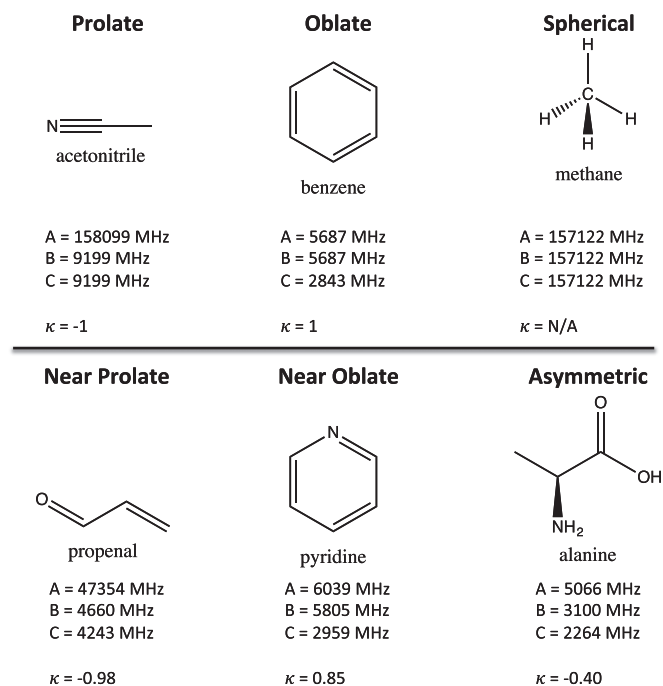 Prolate
N
acetonitrile
A = 158099 MHz
B = 9199 MHz
C = 9199 MHz
κ = -1
Oblate
benzene
A = 5687 MHz
B = 5687 MHz
C = 2843 MHz
κ = 1
Spherical
H
C
H
H
H
methane
A = 157122 MHz
B = 157122 MHz
C = 157122 MHz
κ = N/A
Near Prolate
O
propenal
A = 47354 MHz
B = 4660 MHz
C = 4243 MHz
κ = -0.98
Near Oblate
N
pyridine
A = 6039 MHz
B = 5805 MHz
C = 2959 MHz
κ = 0.85
Asymmetric
O
OH
NH2
alanine
A = 5066 MHz
B = 3100 MHz
C = 2264 MHz
κ = -0.40